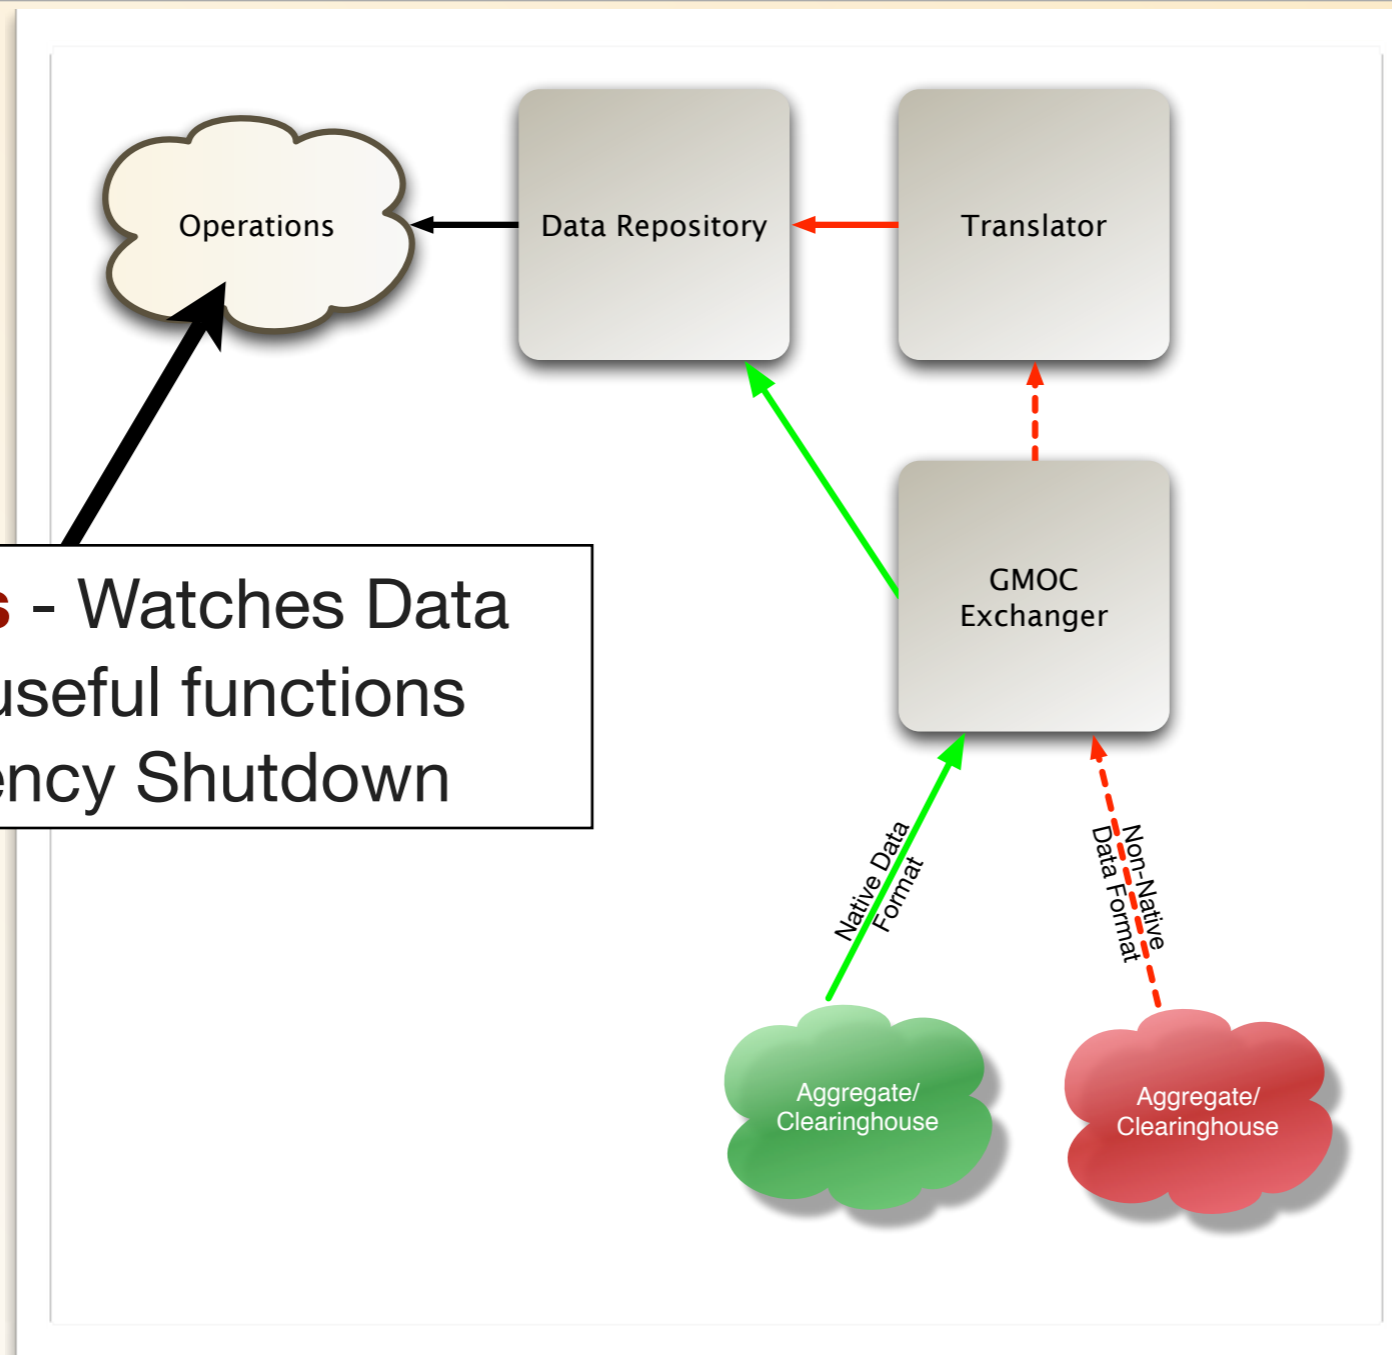 Operations
Data Repository
Translator
GMOC
Exchanger
- Watches Data
useful functions
Shutdown
Native Data
Format
Non-Native
Data Format
Aggregate/
Clearinghouse
Aggregate/
Clearinghouse